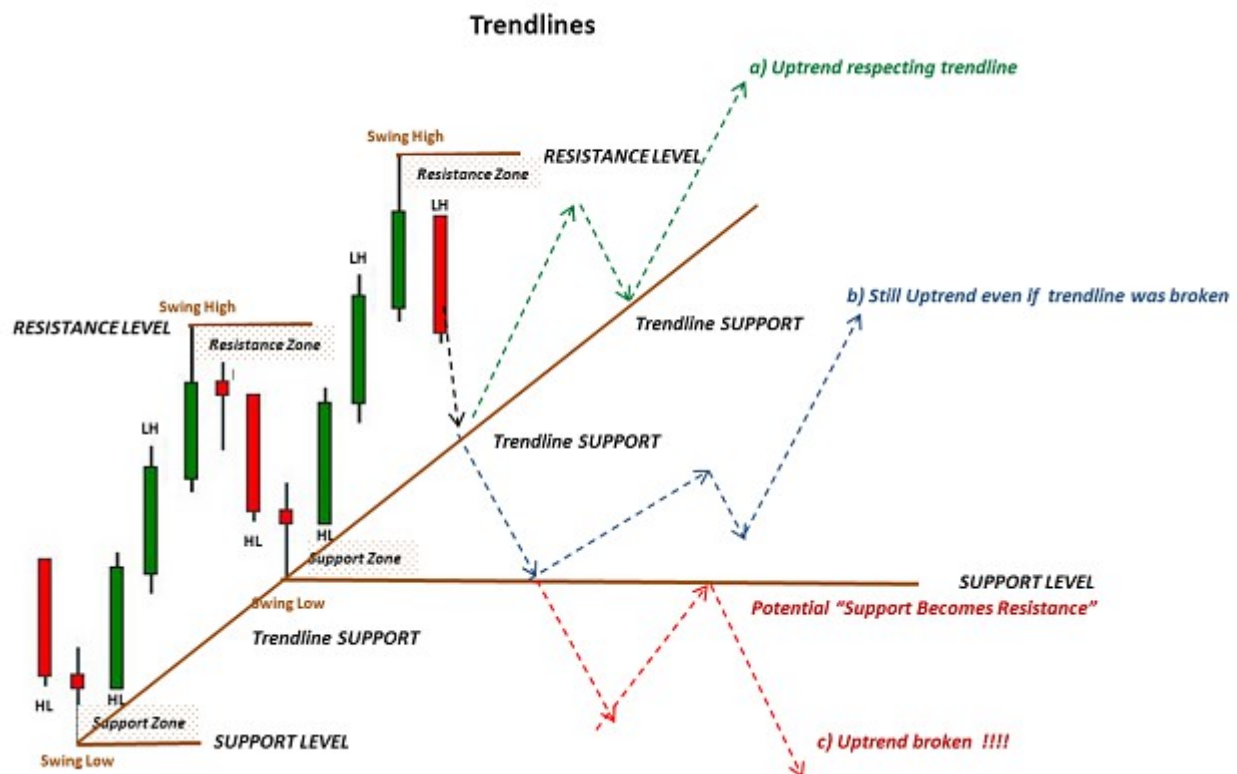 Trendlines
a) Uptrend respecting trendline
Swing High
RESISTANCE LEVEL
Resistance Zone
LH
LH
Swing High
RESISTANCE LEVEL
Resistance Zone
b) Still Uptrend even if trendline was broken
Trendline SUPPORT
LH
Trendline SUPPORT
HL
HL
Support Zone
SUPPORT LEVEL
Swing Low
Potential “Support Becomes Resistance”
Trendline SUPPORT
HL
HL
Support Zone
SUPPORT LEVEL
c) Uptrend broken !!!!
Swing Low